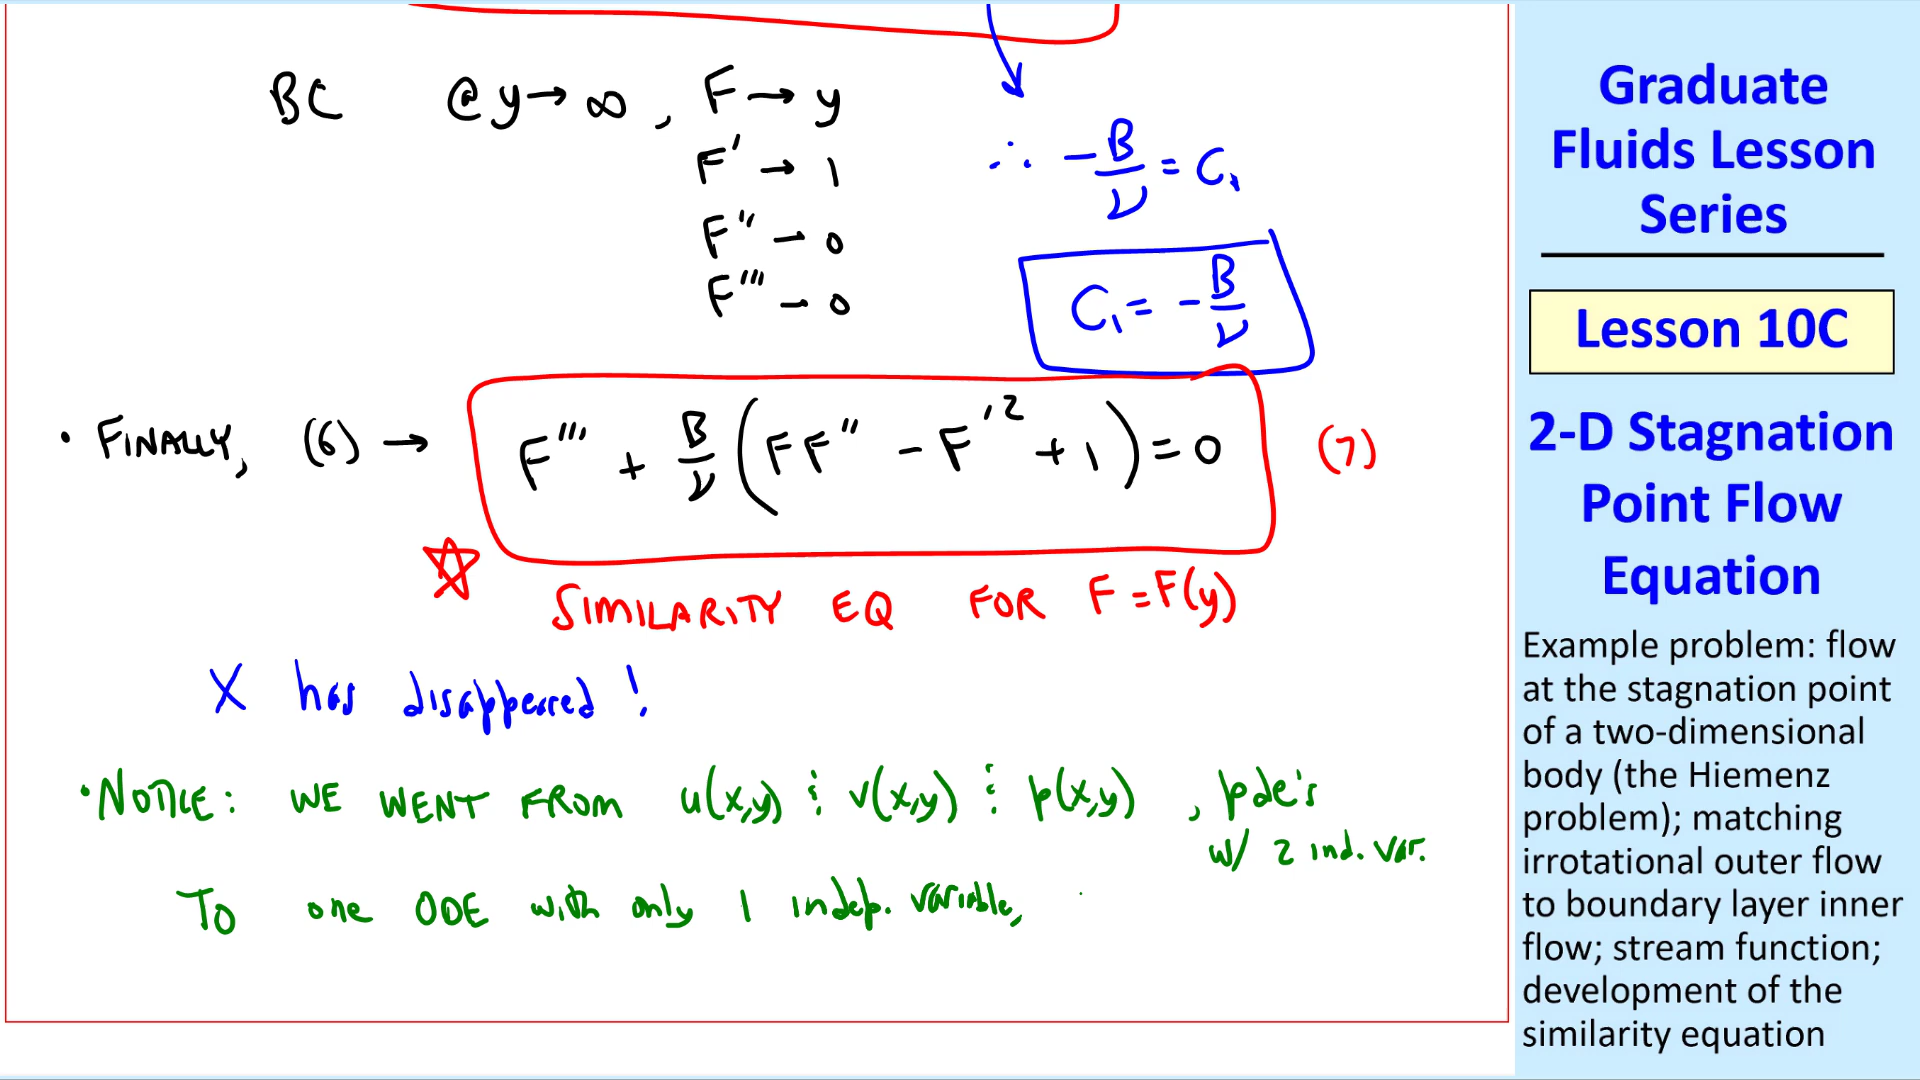 BC @ y → ∞, F → y
F' → 1
∴ -B/ν = C₁
F'' → 0
F''' → 0
C₁ = -B/ν
• FINALLY, (6) → F''' + B/ν (FF'' - F'² + 1) = 0 (7)
SIMILARITY EQ FOR F = F(y)
X has disappeared!
• NOTICE: WE WENT FROM u(x,y) & v(x,y) & p(x,y), pde's
w/ 2 ind. var.
TO one ODE with only 1 indep. variable,
Graduate
Fluids Lesson
Series
Lesson 10C
2-D Stagnation
Point Flow
Equation
Example problem: flow
at the stagnation point
of a two-dimensional
body (the Hiemenz
problem); matching
irrotational outer flow
to boundary layer inner
flow; stream function;
development of the
similarity equation